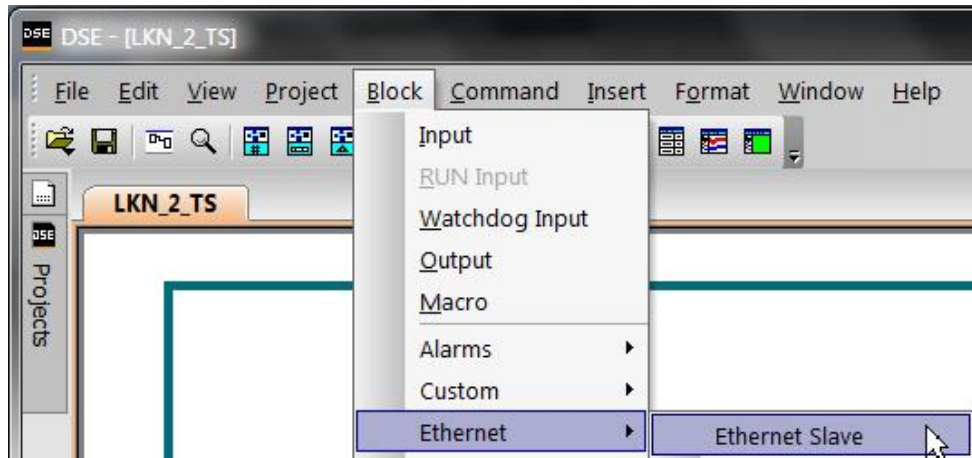 DSE DSE - [LKN_2_TS]
File Edit View Project Block Command Insert Format Window Help
Input
RUN Input
LKN_2_TS
Watchdog Input
DSE
Projects
Output
Macro
Alarms
Custom
Ethernet
Ethernet Slave